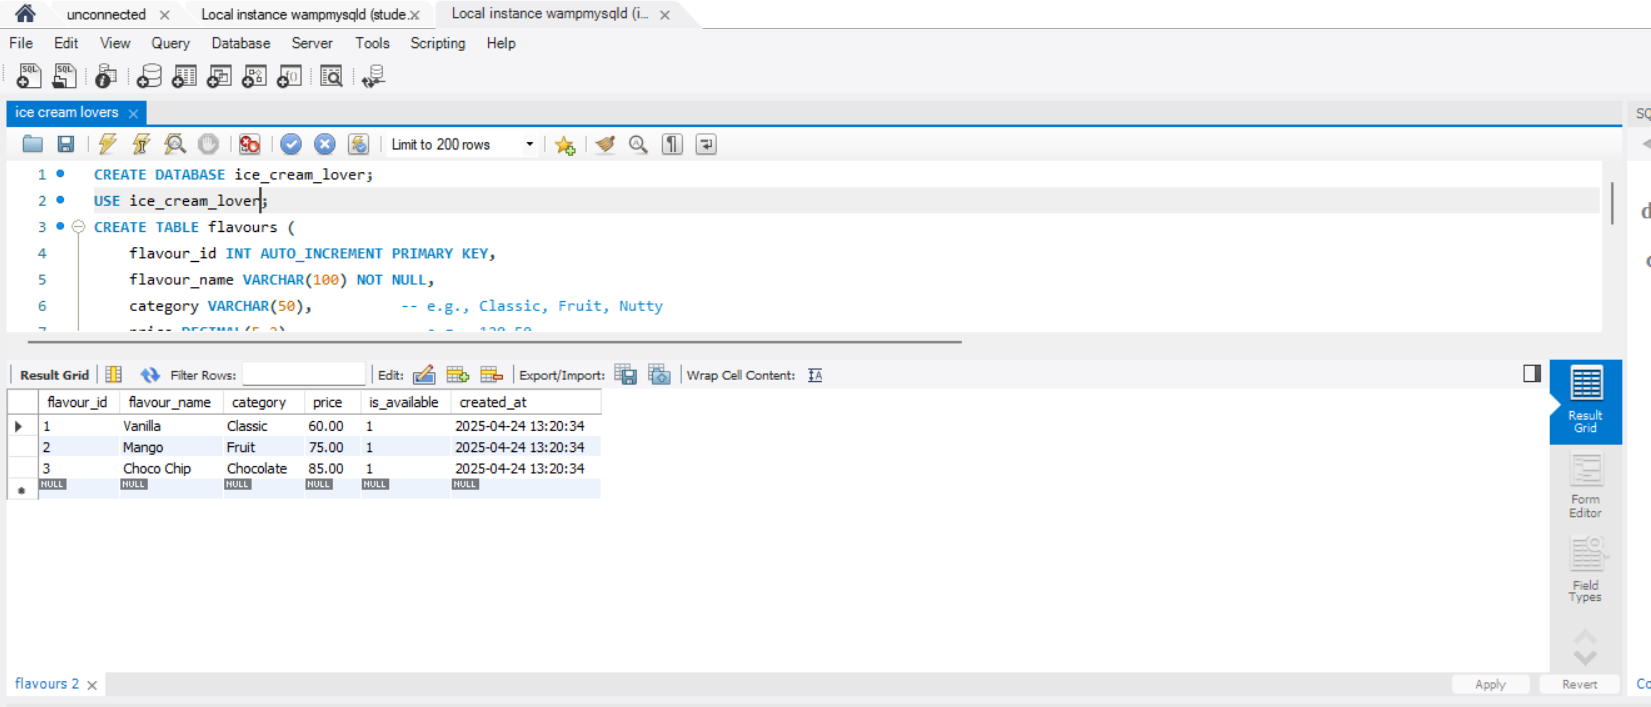 unconnected
Local instance wampmysqld (stude.
Local instance wampmysqld (i...
File Edit View Query Database Server Tools Scripting Help
SQL SQL
ice cream lovers
Limit to 200 rows
1 CREATE DATABASE ice_cream_lover;
2 USE ice_cream_lover;
3 CREATE TABLE flavours (
4 flavour_id INT AUTO_INCREMENT PRIMARY KEY,
5 flavour_name VARCHAR(100) NOT NULL,
6 category VARCHAR(50), -- e.g., Classic, Fruit, Nutty
Result Grid Filter Rows: Edit: Export/Import: Wrap Cell Content:
flavour_id flavour_name category price is_available created_at
1 Vanilla Classic 60.00 1 2025-04-24 13:20:34
2 Mango Fruit 75.00 1 2025-04-24 13:20:34
3 Choco Chip Chocolate 85.00 1 2025-04-24 13:20:34
NULL NULL NULL NULL NULL NULL
Result
Grid
Form
Editor
Field
Types
flavours 2
Apply Revert